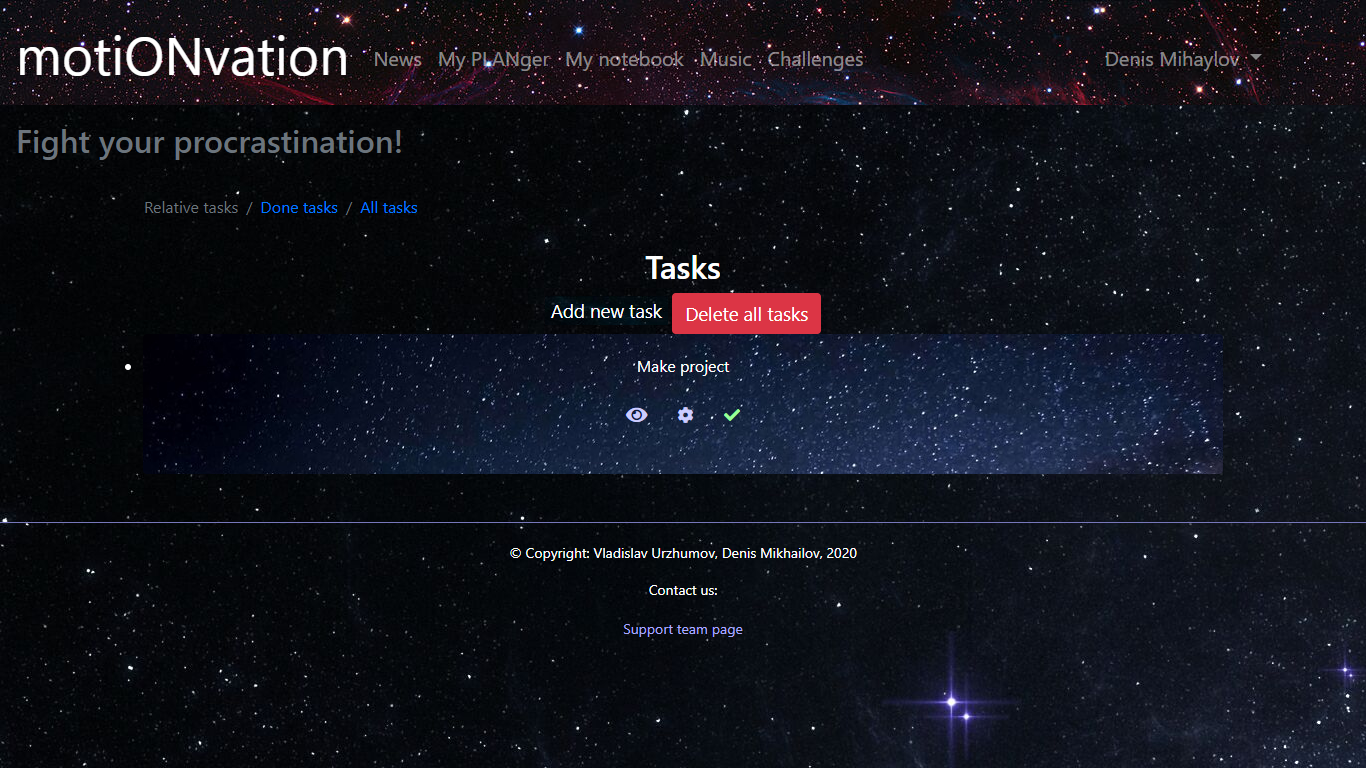 motiONvation News My PLANger My notebook Music Challenges Denis Mihaylov
Fight your procrastination!
Relative tasks / Done tasks / All tasks
Tasks
Add new task Delete all tasks
Make project
© Copyright: Vladislav Urzhumov, Denis Mikhailov, 2020
Contact us:
Support team page